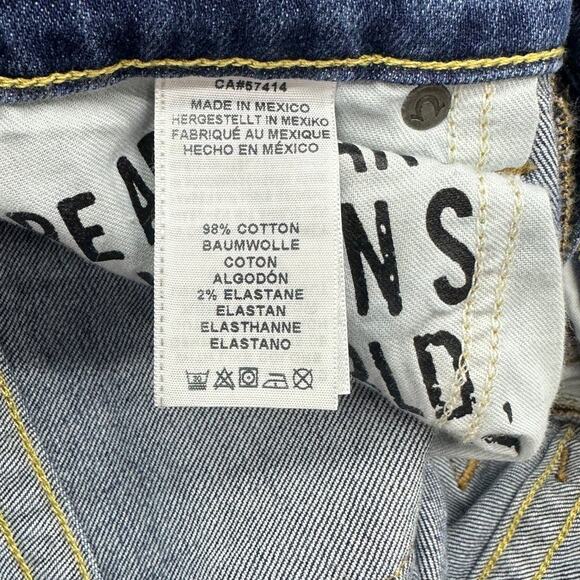 CA#57414
MADE IN MEXICO
HERGESTELLT IN MEXIKO
FABRIQUÉ AU MEXIQUE
HECHO EN MÉXICO
98% COTTON
BAUMWOLLE
COTON
ALGODÓN
2% ELASTANE
ELASTAN
ELASTHANNE
ELASTANO
30